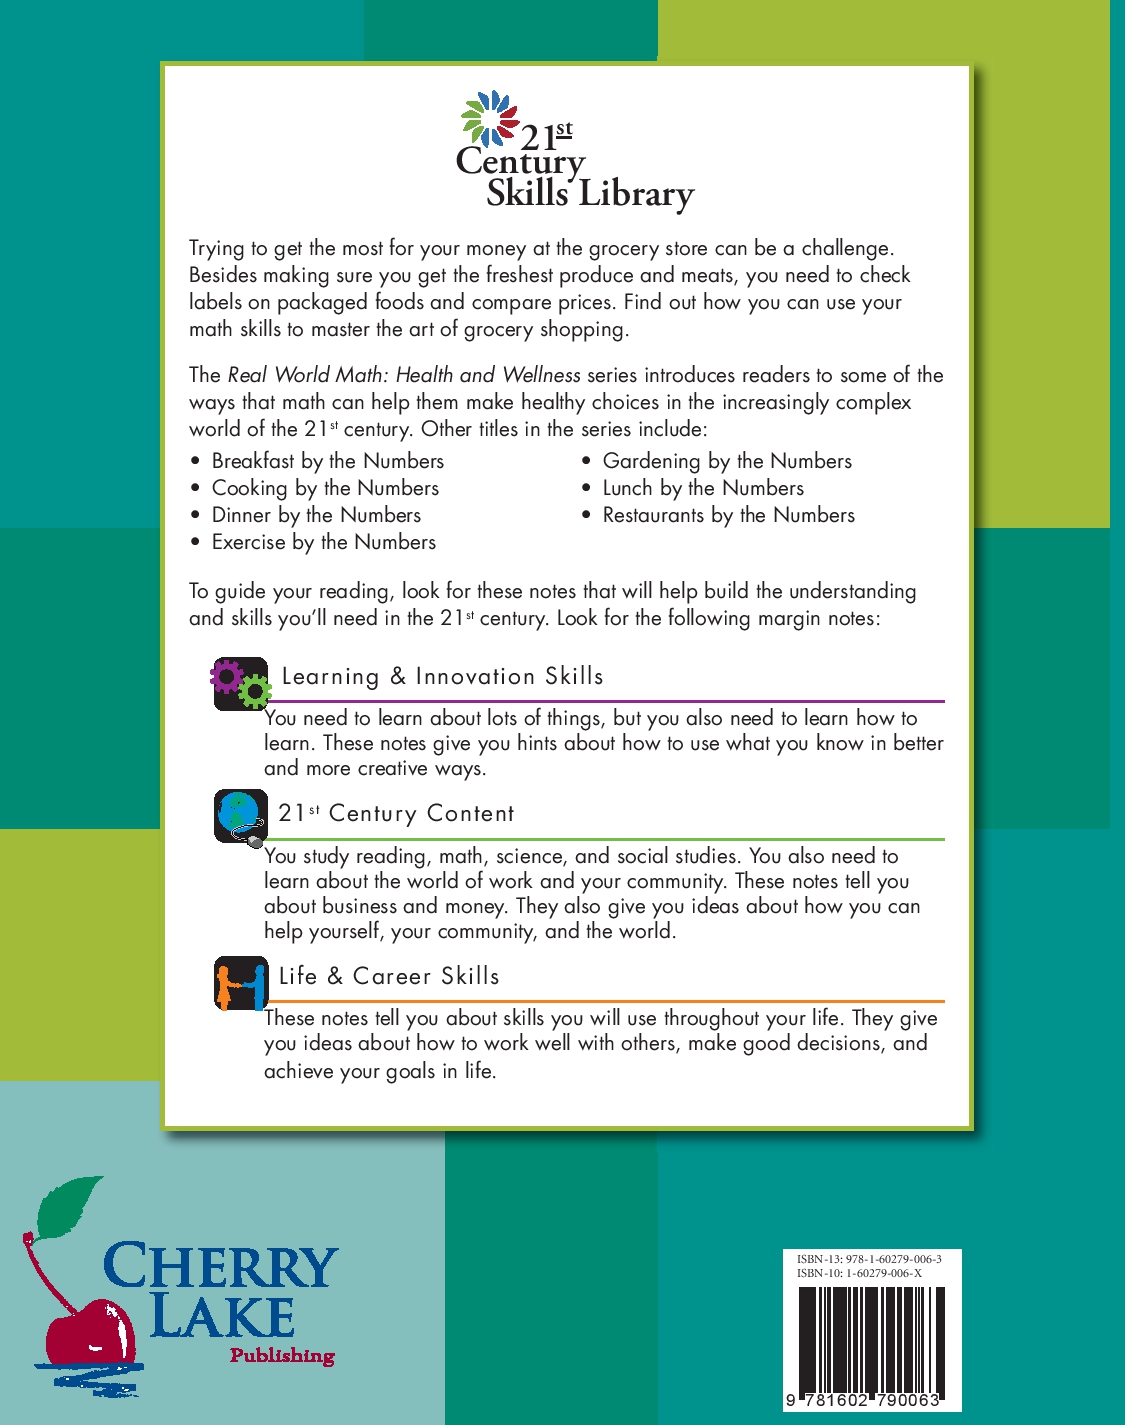 21st
Century
Skills Library
Trying to get the most for your money at the grocery store can be a challenge.
Besides making sure you get the freshest produce and meats, you need to check
labels on packaged foods and compare prices. Find out how you can use your
math skills to master the art of grocery shopping.
The Real World Math: Health and Wellness series introduces readers to some of the
ways that math can help them make healthy choices in the increasingly complex
world of the 21st century. Other titles in the series include:
• Breakfast by the Numbers
• Cooking by the Numbers
• Dinner by the Numbers
• Exercise by the Numbers
• Gardening by the Numbers
• Lunch by the Numbers
• Restaurants by the Numbers
To guide your reading, look for these notes that will help build the understanding
and skills you’ll need in the 21st century. Look for the following margin notes:
Learning & Innovation Skills
You need to learn about lots of things, but you also need to learn how to
learn. These notes give you hints about how to use what you know in better
and more creative ways.
21st Century Content
You study reading, math, science, and social studies. You also need to
learn about the world of work and your community. These notes tell you
about business and money. They also give you ideas about how you can
help yourself, your community, and the world.
Life & Career Skills
These notes tell you about skills you will use throughout your life. They give
you ideas about how to work well with others, make good decisions, and
achieve your goals in life.
CHERRY
LAKE
Publishing
ISBN-13: 978-1-60279-006-3
ISBN-10: 1-60279-006-X
9 781602 790063